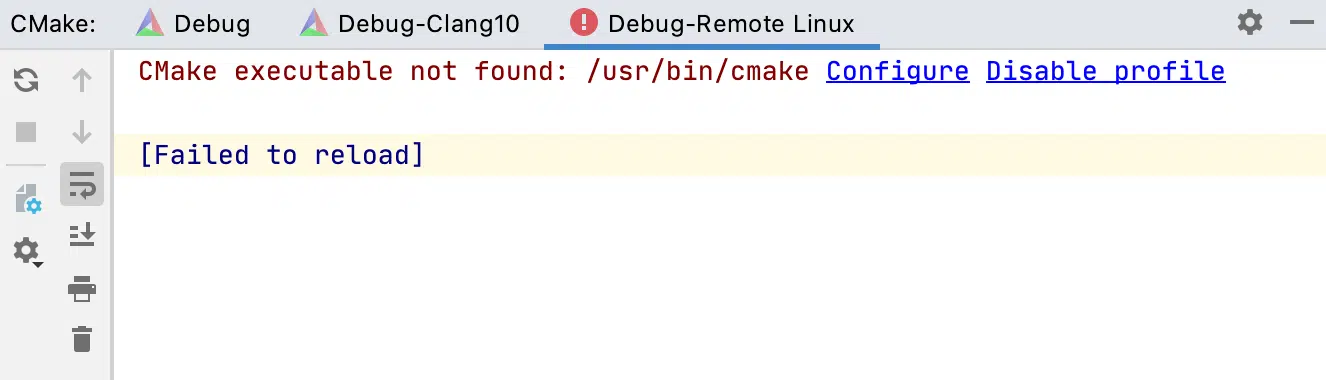 CMake: Debug Debug-Clang10 Debug-Remote Linux
CMake executable not found: /usr/bin/cmake Configure Disable profile
[Failed to reload]